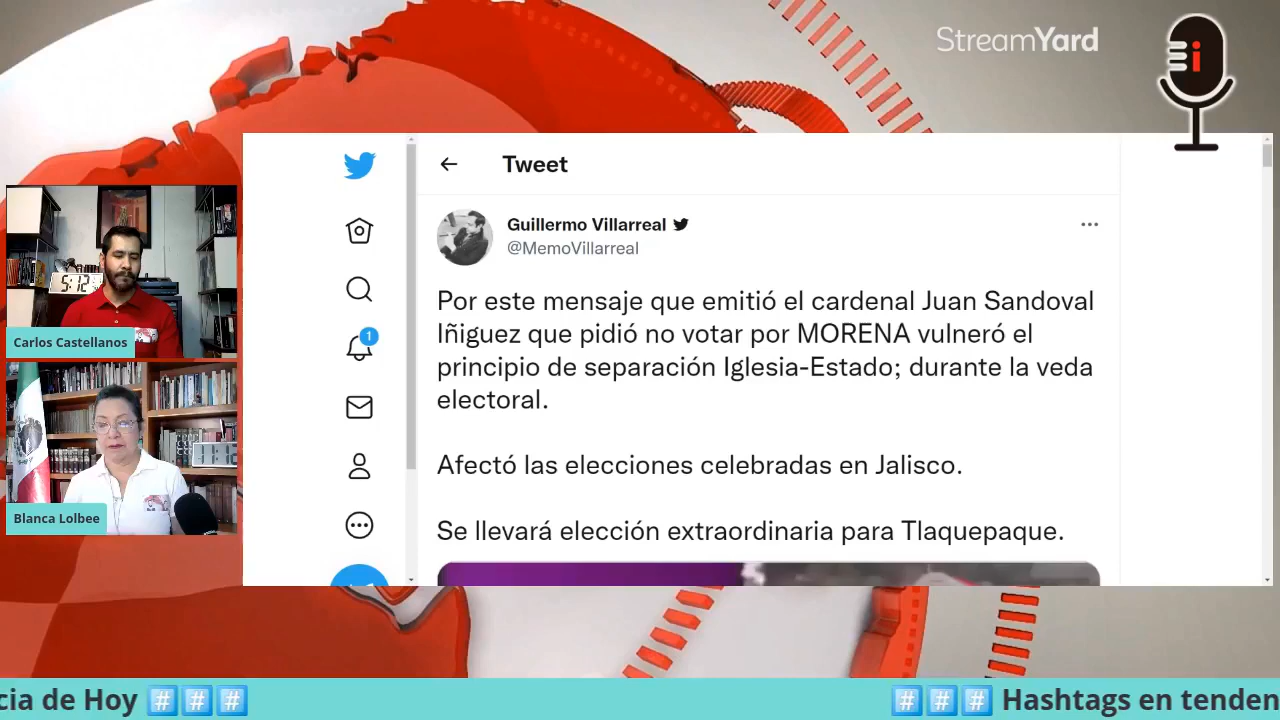 StreamYard
i
Tweet
Guillermo Villarreal
@MemoVillarreal
Por este mensaje que emitió el cardenal Juan Sandoval
Iñiguez que pidió no votar por MORENA vulneró el
principio de separación Iglesia-Estado; durante la veda
electoral.
Afectó las elecciones celebradas en Jalisco.
Se llevará elección extraordinaria para Tlaquepaque.
1
5:12
Carlos Castellanos
Blanca Lolbee
cia de Hoy #️⃣ #️⃣ #️⃣
#️⃣ #️⃣ #️⃣ Hashtags en tenden